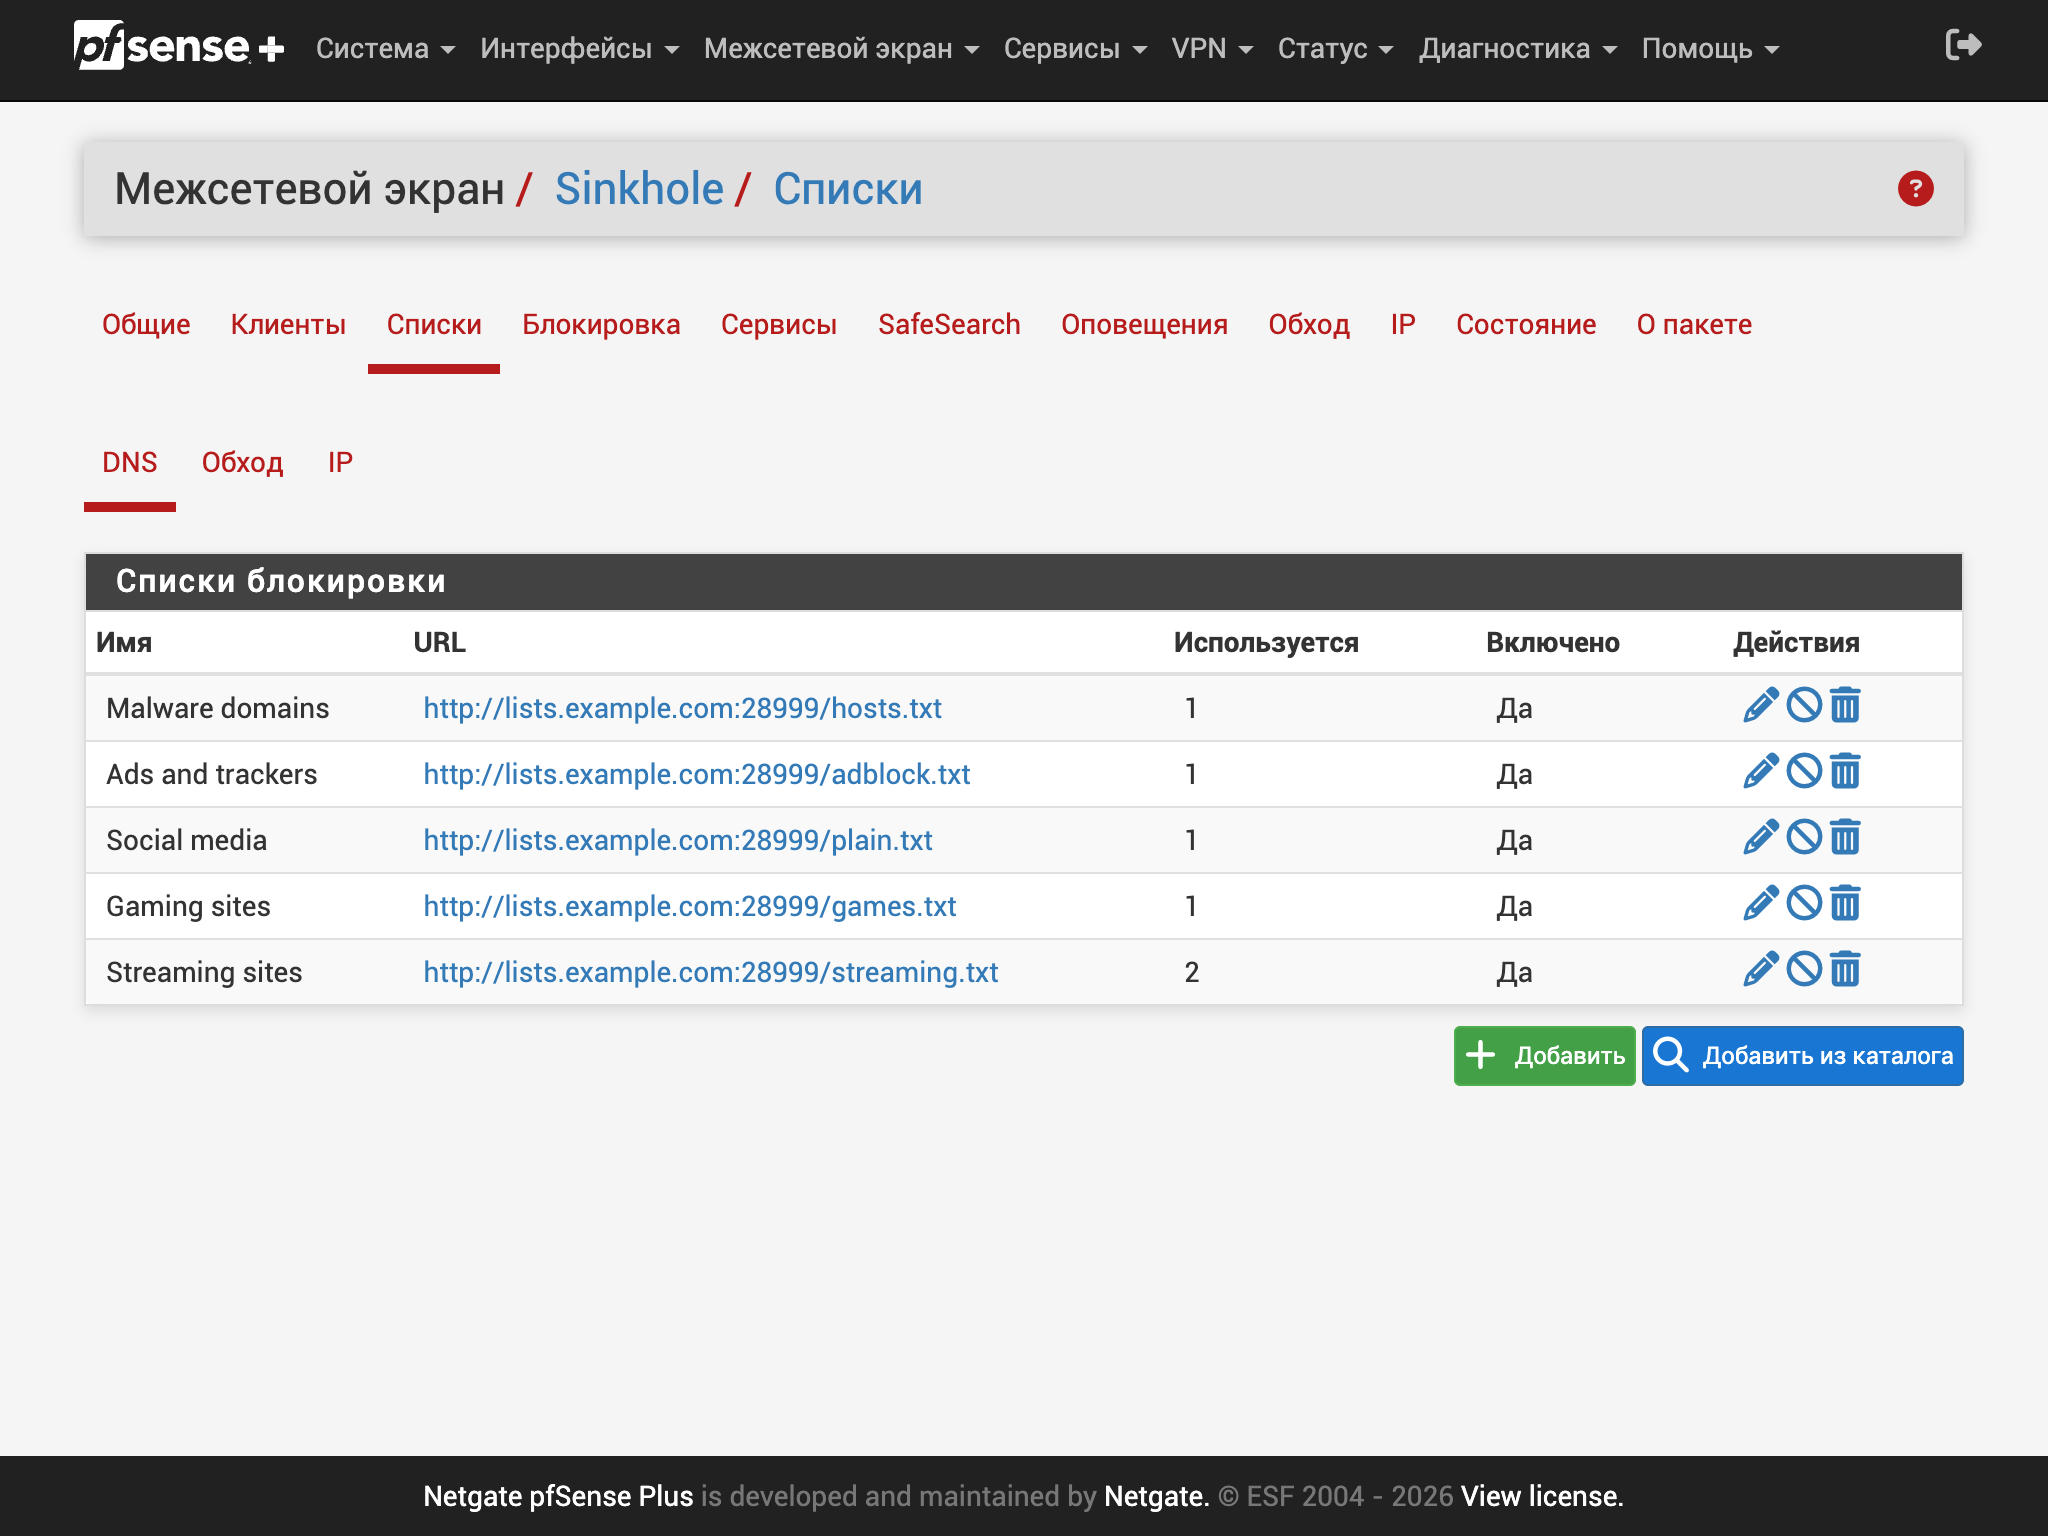 pfsense+ Система Интерфейсы Межсетевой экран Сервисы VPN Статус Диагностика Помощь
Межсетевой экран / Sinkhole / Списки ?
Общие Клиенты Списки Блокировка Сервисы SafeSearch Оповещения Обход IP Состояние О пакете
DNS Обход IP
Списки блокировки
Имя URL Используется Включено Действия
Malware domains http://lists.example.com:28999/hosts.txt 1 Да
Ads and trackers http://lists.example.com:28999/adblock.txt 1 Да
Social media http://lists.example.com:28999/plain.txt 1 Да
Gaming sites http://lists.example.com:28999/games.txt 1 Да
Streaming sites http://lists.example.com:28999/streaming.txt 2 Да
Добавить Добавить из каталога
Netgate pfSense Plus is developed and maintained by Netgate. © ESF 2004 - 2026 View license.